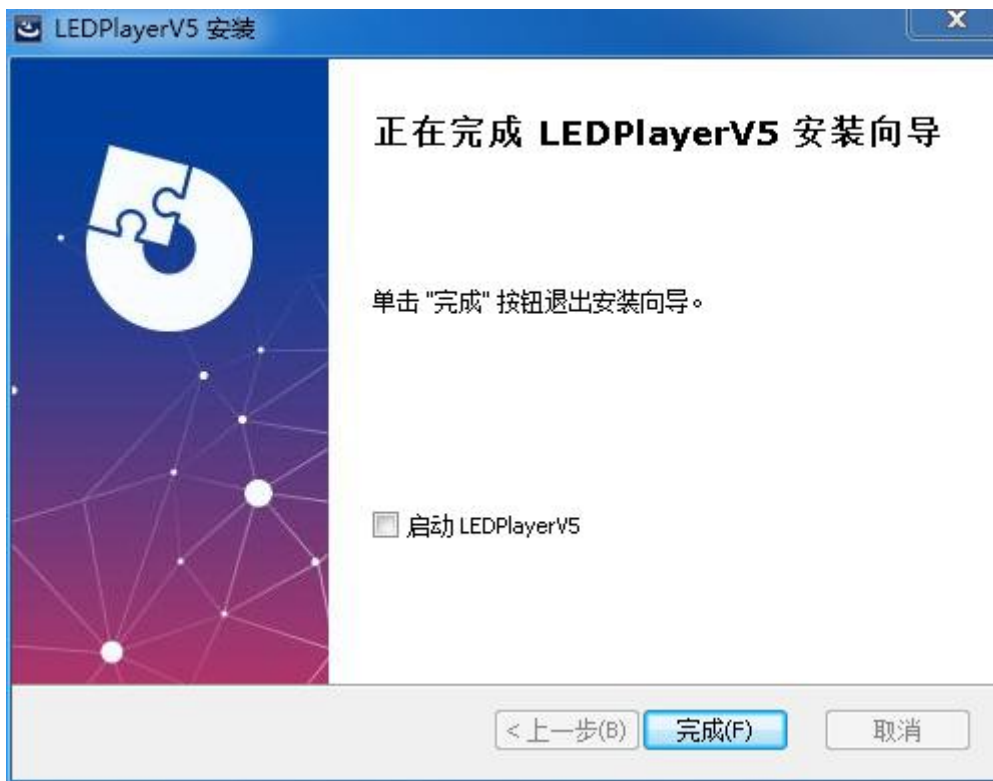 LEDPlayerV5 安装
正在完成 LEDPlayerV5 安装向导
单击 "完成" 按钮退出安装向导。
启动 LEDPlayerV5
<上一步(B) 完成(F) 取消